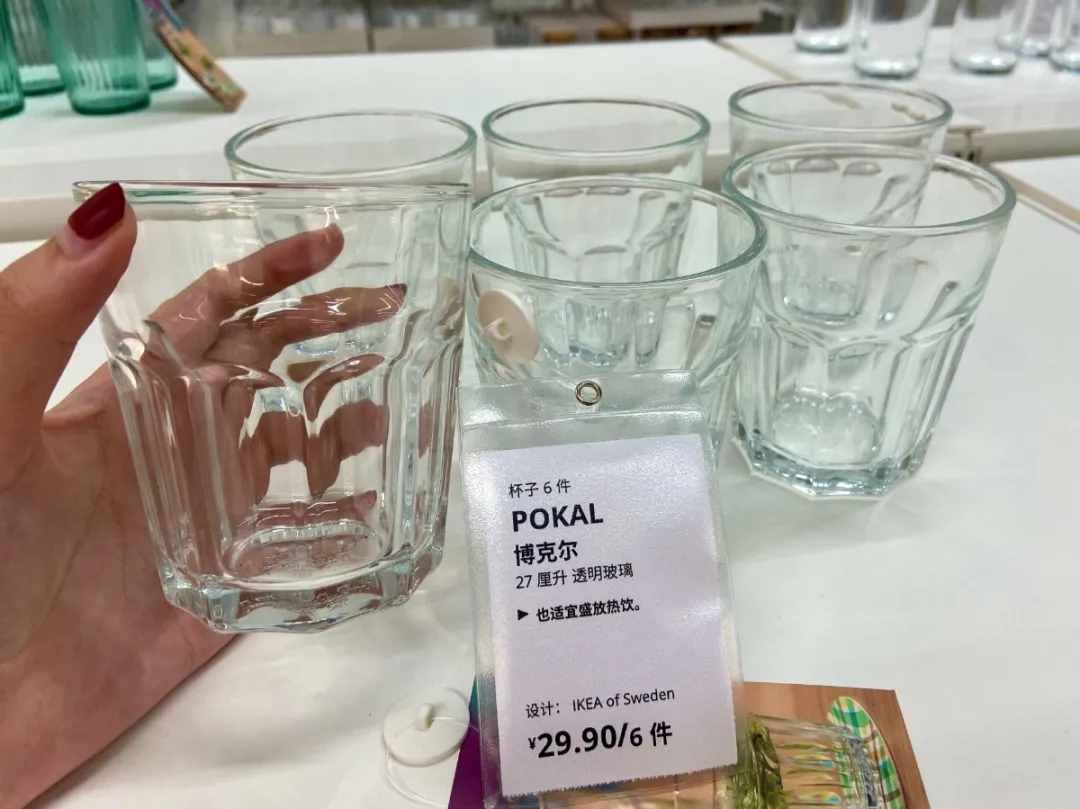 杯子 6 件
POKAL
博克尔
27 厘升 透明玻璃
▶ 也适宜盛放热饮。
设计： IKEA of Sweden
¥29.90/6 件